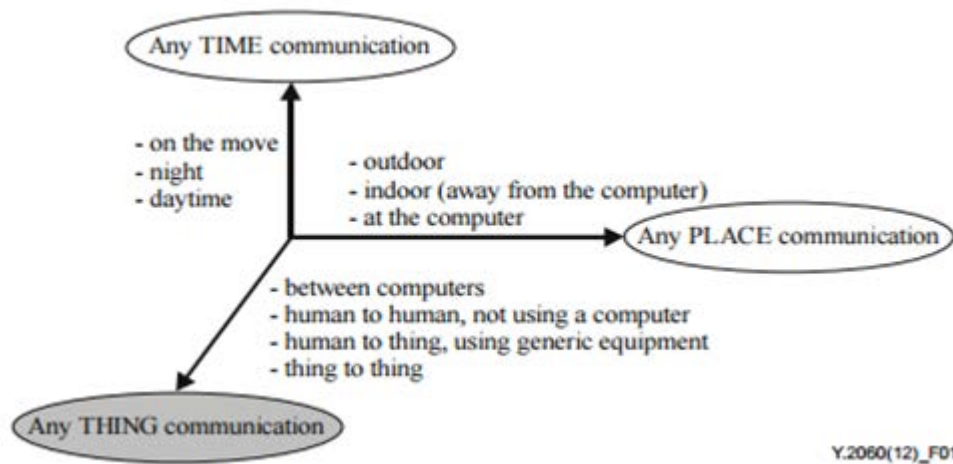 Any TIME communication
- on the move
- night
- daytime
- outdoor
- indoor (away from the computer)
- at the computer
Any PLACE communication
- between computers
- human to human, not using a computer
- human to thing, using generic equipment
- thing to thing
Any THING communication
Y.2060(12)_F01